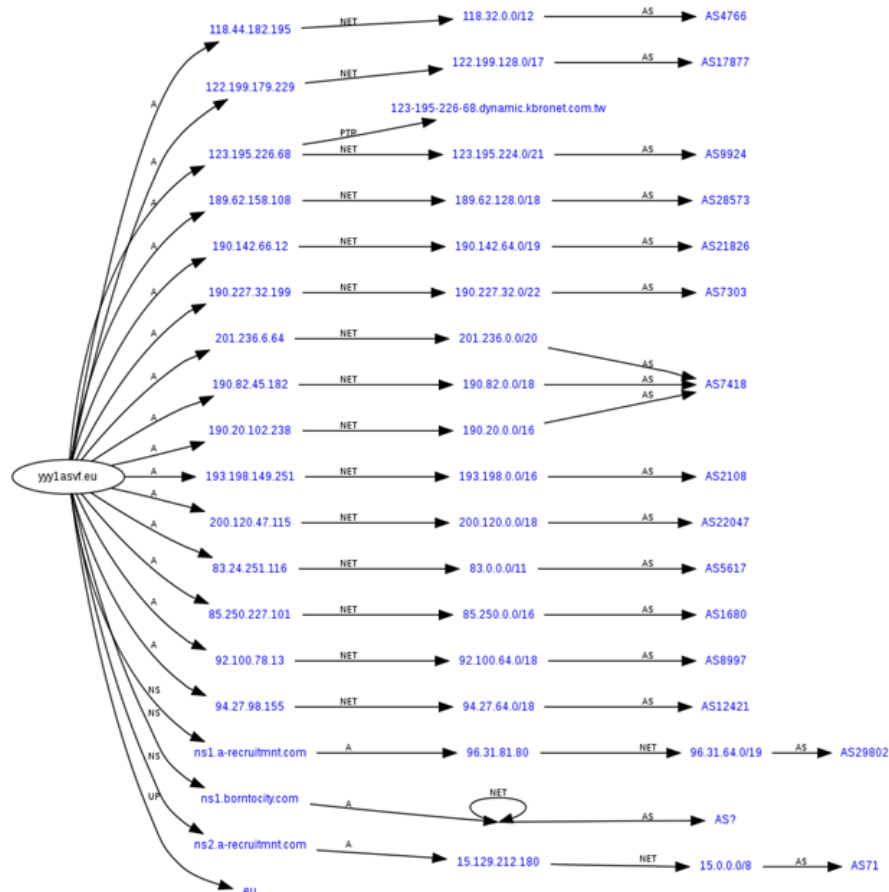 118.44.182.195 NET 118.32.0.0/12 AS AS4766
A
122.199.179.229 NET 122.199.128.0/17 AS AS17877
123-195-226-68.dynamic.kbronet.com.tw
PTR
A
123.195.226.68 NET 123.195.224.0/21 AS AS9924
A
189.62.158.108 NET 189.62.128.0/18 AS AS28573
A
190.142.66.12 NET 190.142.64.0/19 AS AS21826
A
190.227.32.199 NET 190.227.32.0/22 AS AS7303
A
201.236.6.64 NET 201.236.0.0/20 AS
A
190.82.45.182 NET 190.82.0.0/18 AS AS7418
A
190.20.102.238 NET 190.20.0.0/16 AS
A
yyy1asvf.eu A 193.198.149.251 NET 193.198.0.0/16 AS AS2108
A
200.120.47.115 NET 200.120.0.0/18 AS AS22047
A
83.24.251.116 NET 83.0.0.0/11 AS AS5617
A
85.250.227.101 NET 85.250.0.0/16 AS AS1680
A
92.100.78.13 NET 92.100.64.0/18 AS AS8997
A
94.27.98.155 NET 94.27.64.0/18 AS AS12421
NS
NS
ns1.a-recruitmnt.com A 96.31.81.80 NET 96.31.64.0/19 AS AS29802
NS
ns1.borntocity.com A NET AS AS?
UP
ns2.a-recruitmnt.com A 15.129.212.180 NET 15.0.0.0/8 AS AS71
eu